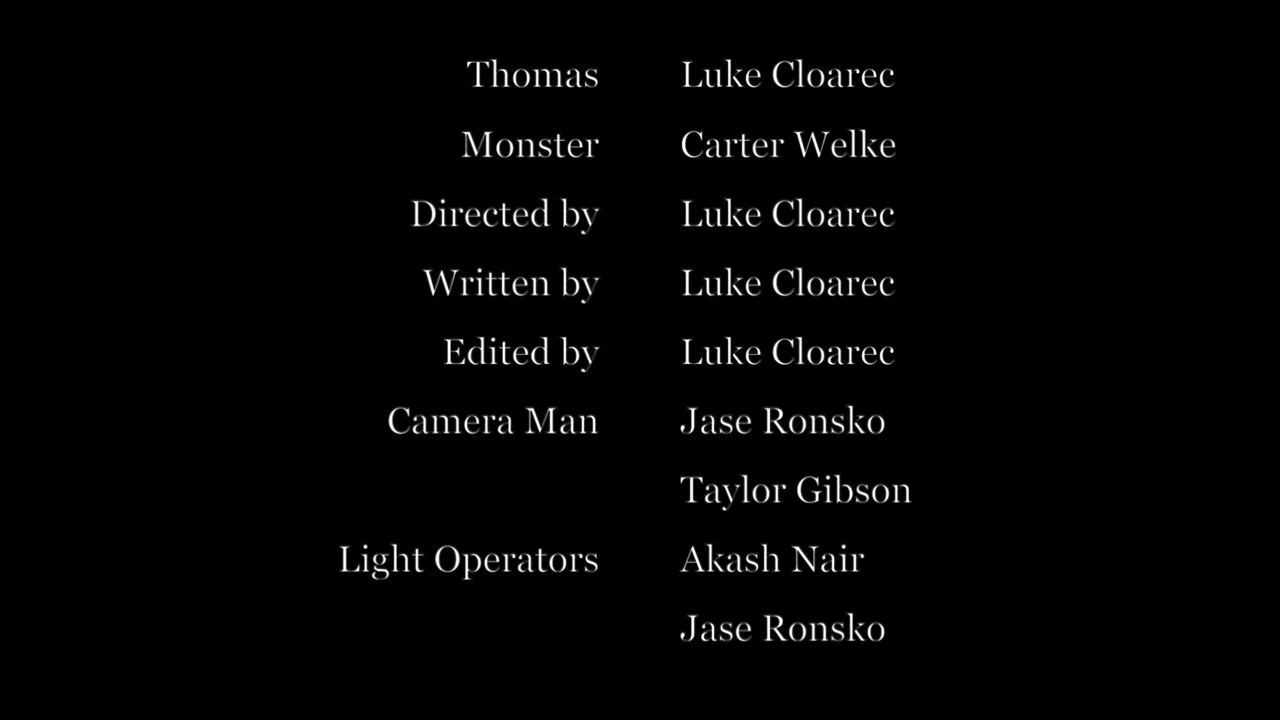 Thomas Luke Cloarec
Monster Carter Welke
Directed by Luke Cloarec
Written by Luke Cloarec
Edited by Luke Cloarec
Camera Man Jase Ronsko
Taylor Gibson
Light Operators Akash Nair
Jase Ronsko